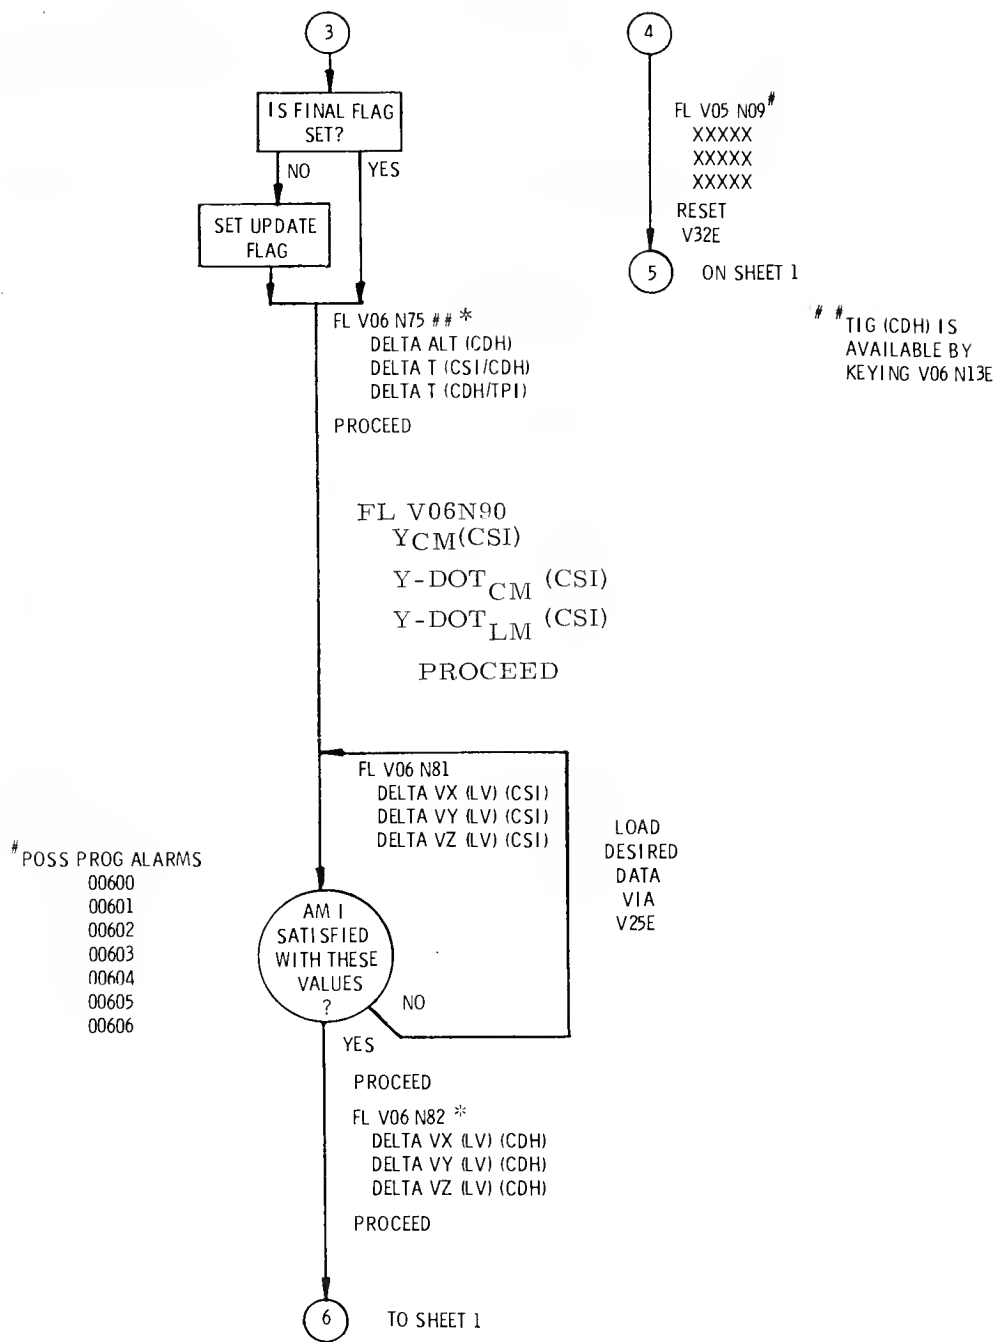 3
IS FINAL FLAG
SET?
NO
YES
SET UPDATE
FLAG
FL V06 N75 ## *
DELTA ALT (CDH)
DELTA T (CSI/CDH)
DELTA T (CDH/TPI)
PROCEED
FL V06N90
YCM(CSI)
Y-DOTCM (CSI)
Y-DOTLM (CSI)
PROCEED
FL V06 N81
DELTA VX (LV) (CSI)
DELTA VY (LV) (CSI)
DELTA VZ (LV) (CSI)
LOAD
DESIRED
DATA
VIA
V25E
AM I
SATISFIED
WITH THESE
VALUES
?
NO
YES
PROCEED
FL V06 N82 *
DELTA VX (LV) (CDH)
DELTA VY (LV) (CDH)
DELTA VZ (LV) (CDH)
PROCEED
6
TO SHEET 1
#POSS PROG ALARMS
00600
00601
00602
00603
00604
00605
00606
4
FL V05 N09#
XXXXX
XXXXX
XXXXX
RESET
V32E
5
ON SHEET 1
# #TIG (CDH) IS
AVAILABLE BY
KEYING V06 N13E